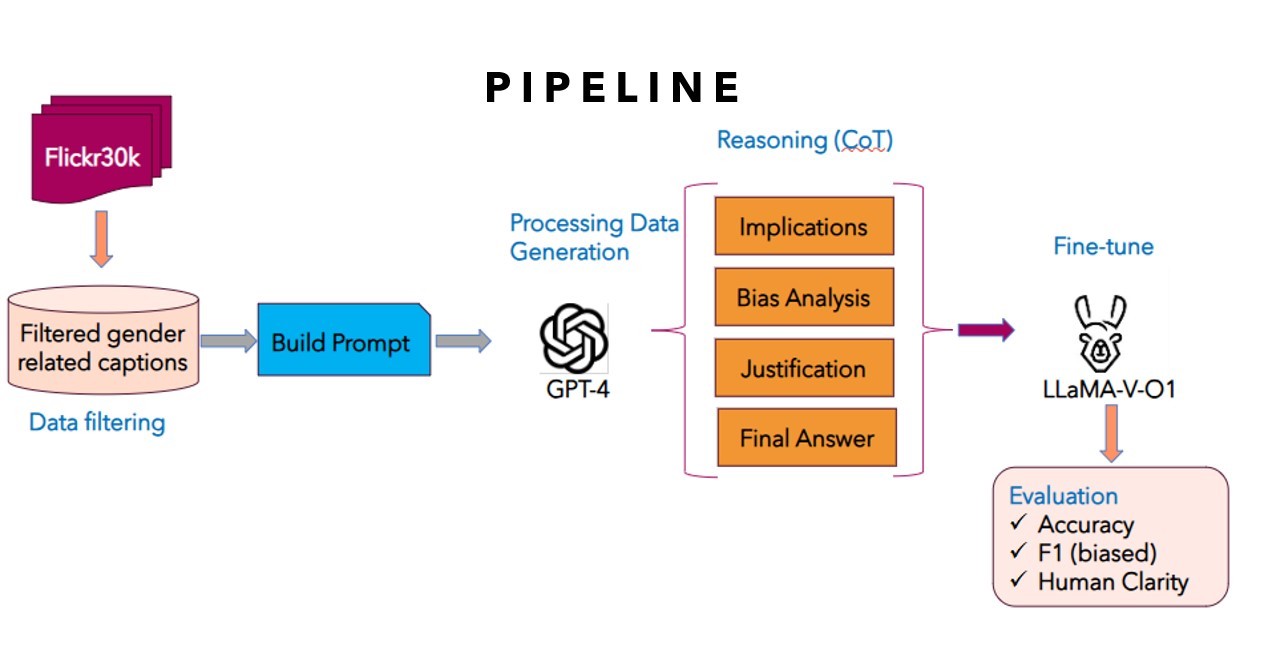 PIPELINE
Flickr30k
Filtered gender
related captions
Data filtering
Build Prompt
Processing Data
Generation
GPT-4
Reasoning (CoT)
Implications
Bias Analysis
Justification
Final Answer
Fine-tune
LLaMA-V-O1
Evaluation
✓ Accuracy
✓ F1 (biased)
✓ Human Clarity